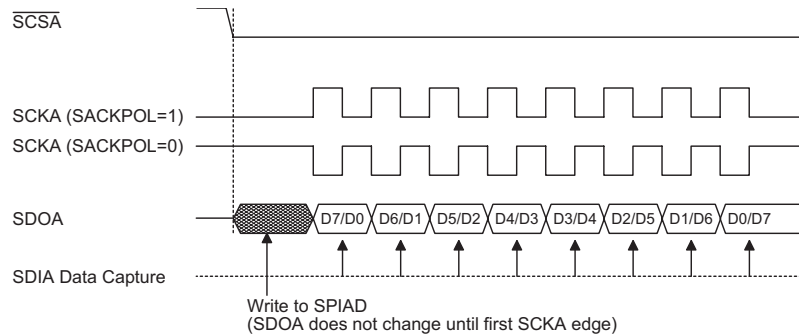 SCSA
SCKA (SACKPOL=1)
SCKA (SACKPOL=0)
SDOA
D7/D0 D6/D1 D5/D2 D4/D3 D3/D4 D2/D5 D1/D6 D0/D7
SDIA Data Capture
Write to SPIAD
(SDOA does not change until first SCKA edge)